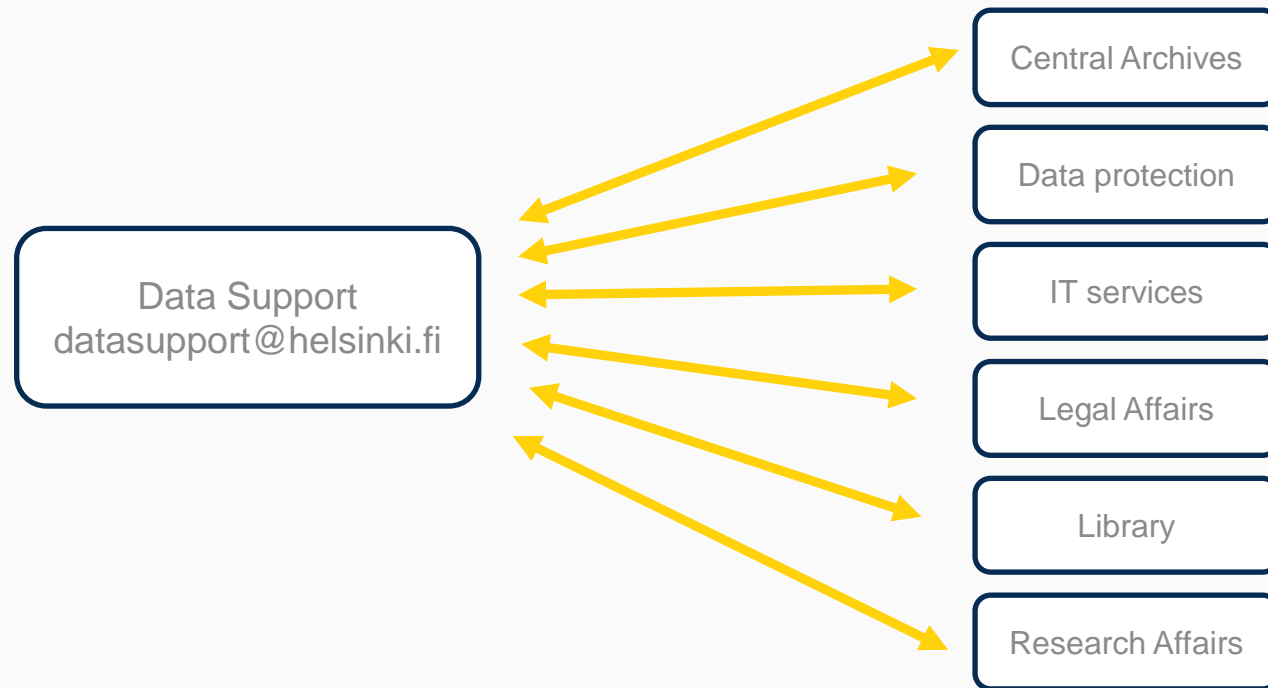 Central Archives
Data protection
Data Support
datasupport@helsinki.fi
IT services
Legal Affairs
Library
Research Affairs